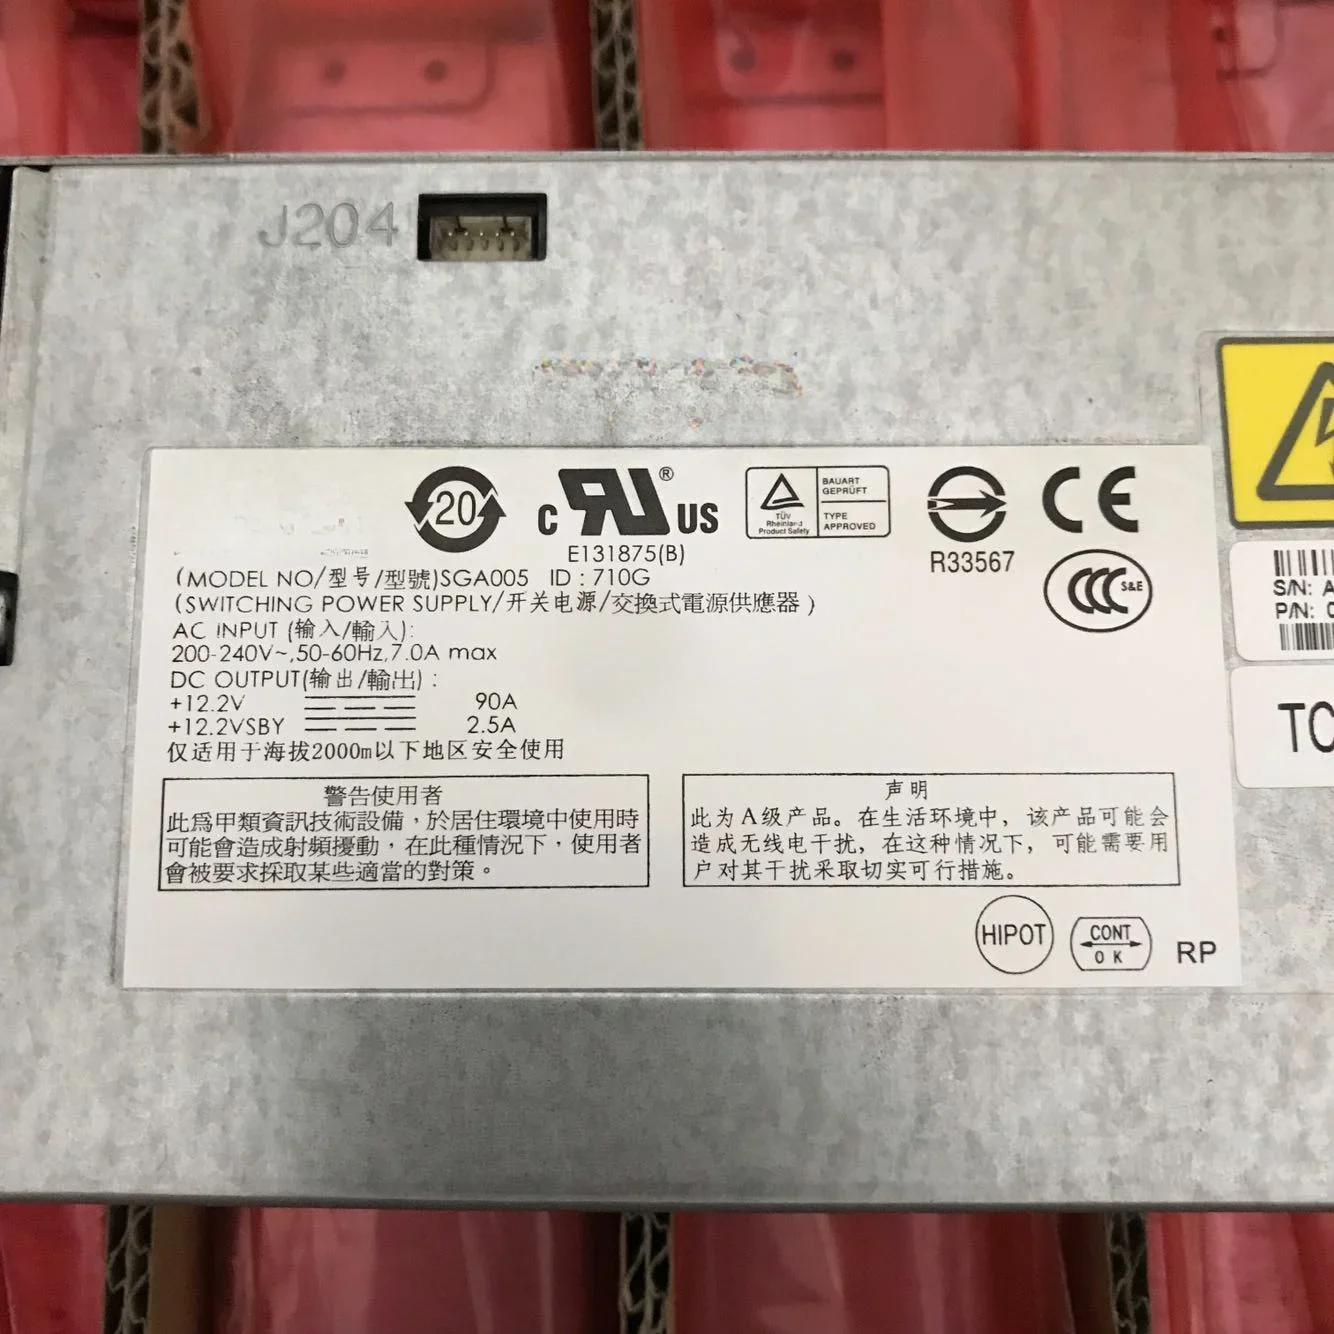 J204
20
c UL® US
E131875(B)
TÜV
Rheinland
Product Safety
BAUART
GEPRÜFT
TYPE
APPROVED
R33567
CE
CCC S&E
(MODEL NO/型号/型號)SGA005 ID : 710G
(SWITCHING POWER SUPPLY/开关电源/交換式電源供應器)
AC INPUT (输入/輸入):
200-240V~,50-60Hz,7.0A max
DC OUTPUT(输出/輸出) :
+12.2V 90A
+12.2VSBY 2.5A
仅适用于海拔2000m以下地区安全使用
警告使用者
此爲甲類資訊技術設備，於居住環境中使用時
可能會造成射頻擾動，在此種情況下，使用者
會被要求採取某些適當的對策。
声明
此为A级产品。在生活环境中，该产品可能会
造成无线电干扰，在这种情况下，可能需要用
户对其干扰采取切实可行措施。
HIPOT
CONT
OK
RP
S/N: A
P/N: 0
TC